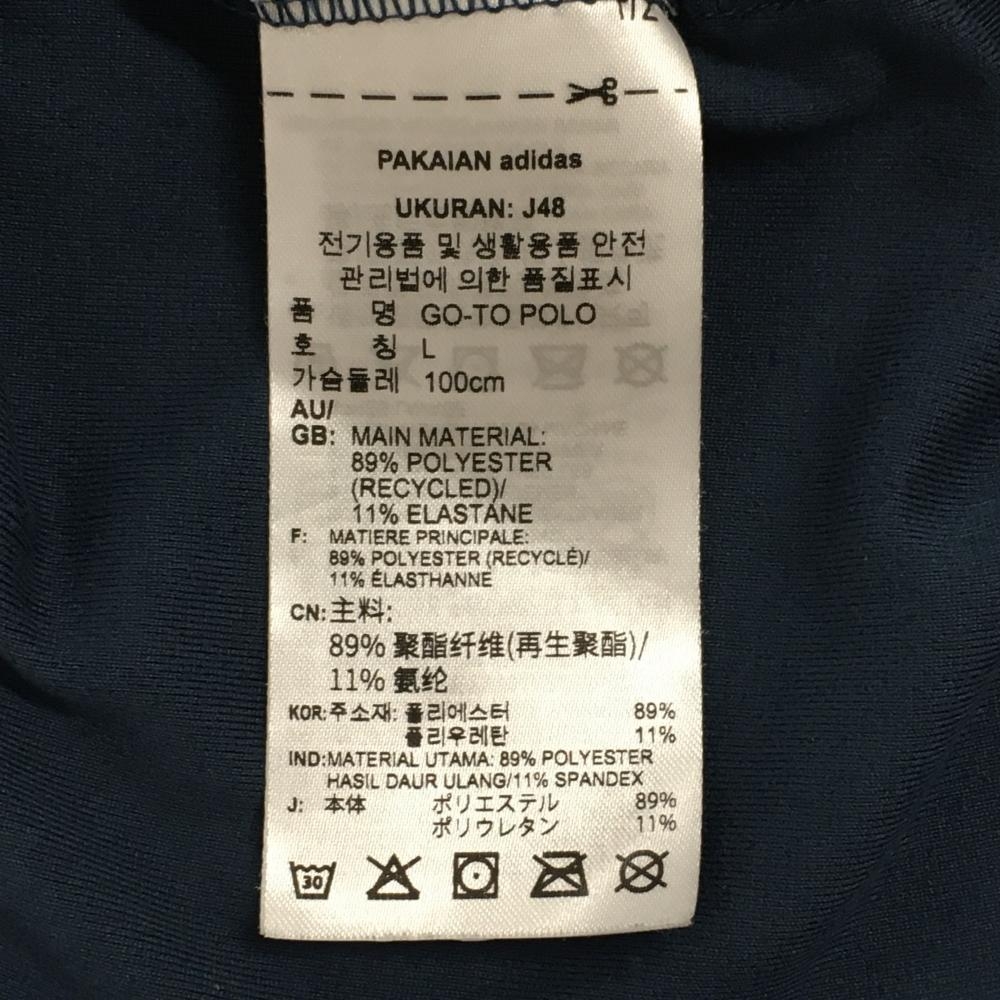 1/2
PAKAIAN adidas
UKURAN: J48
전기용품 및 생활용품 안전
관리법에 의한 품질표시
품 명 GO-TO POLO
호 칭 L
가슴둘레 100cm
AU/
GB: MAIN MATERIAL:
89% POLYESTER
(RECYCLED)/
11% ELASTANE
F: MATIERE PRINCIPALE:
89% POLYESTER (RECYCLÉ)/
11% ÉLASTHANNE
CN: 主料:
89% 聚酯纤维(再生聚酯)/
11% 氨纶
KOR: 주소재: 폴리에스터 89%
폴리우레탄 11%
IND: MATERIAL UTAMA: 89% POLYESTER
HASIL DAUR ULANG/11% SPANDEX
J: 本体 ポリエステル 89%
ポリウレタン 11%
30